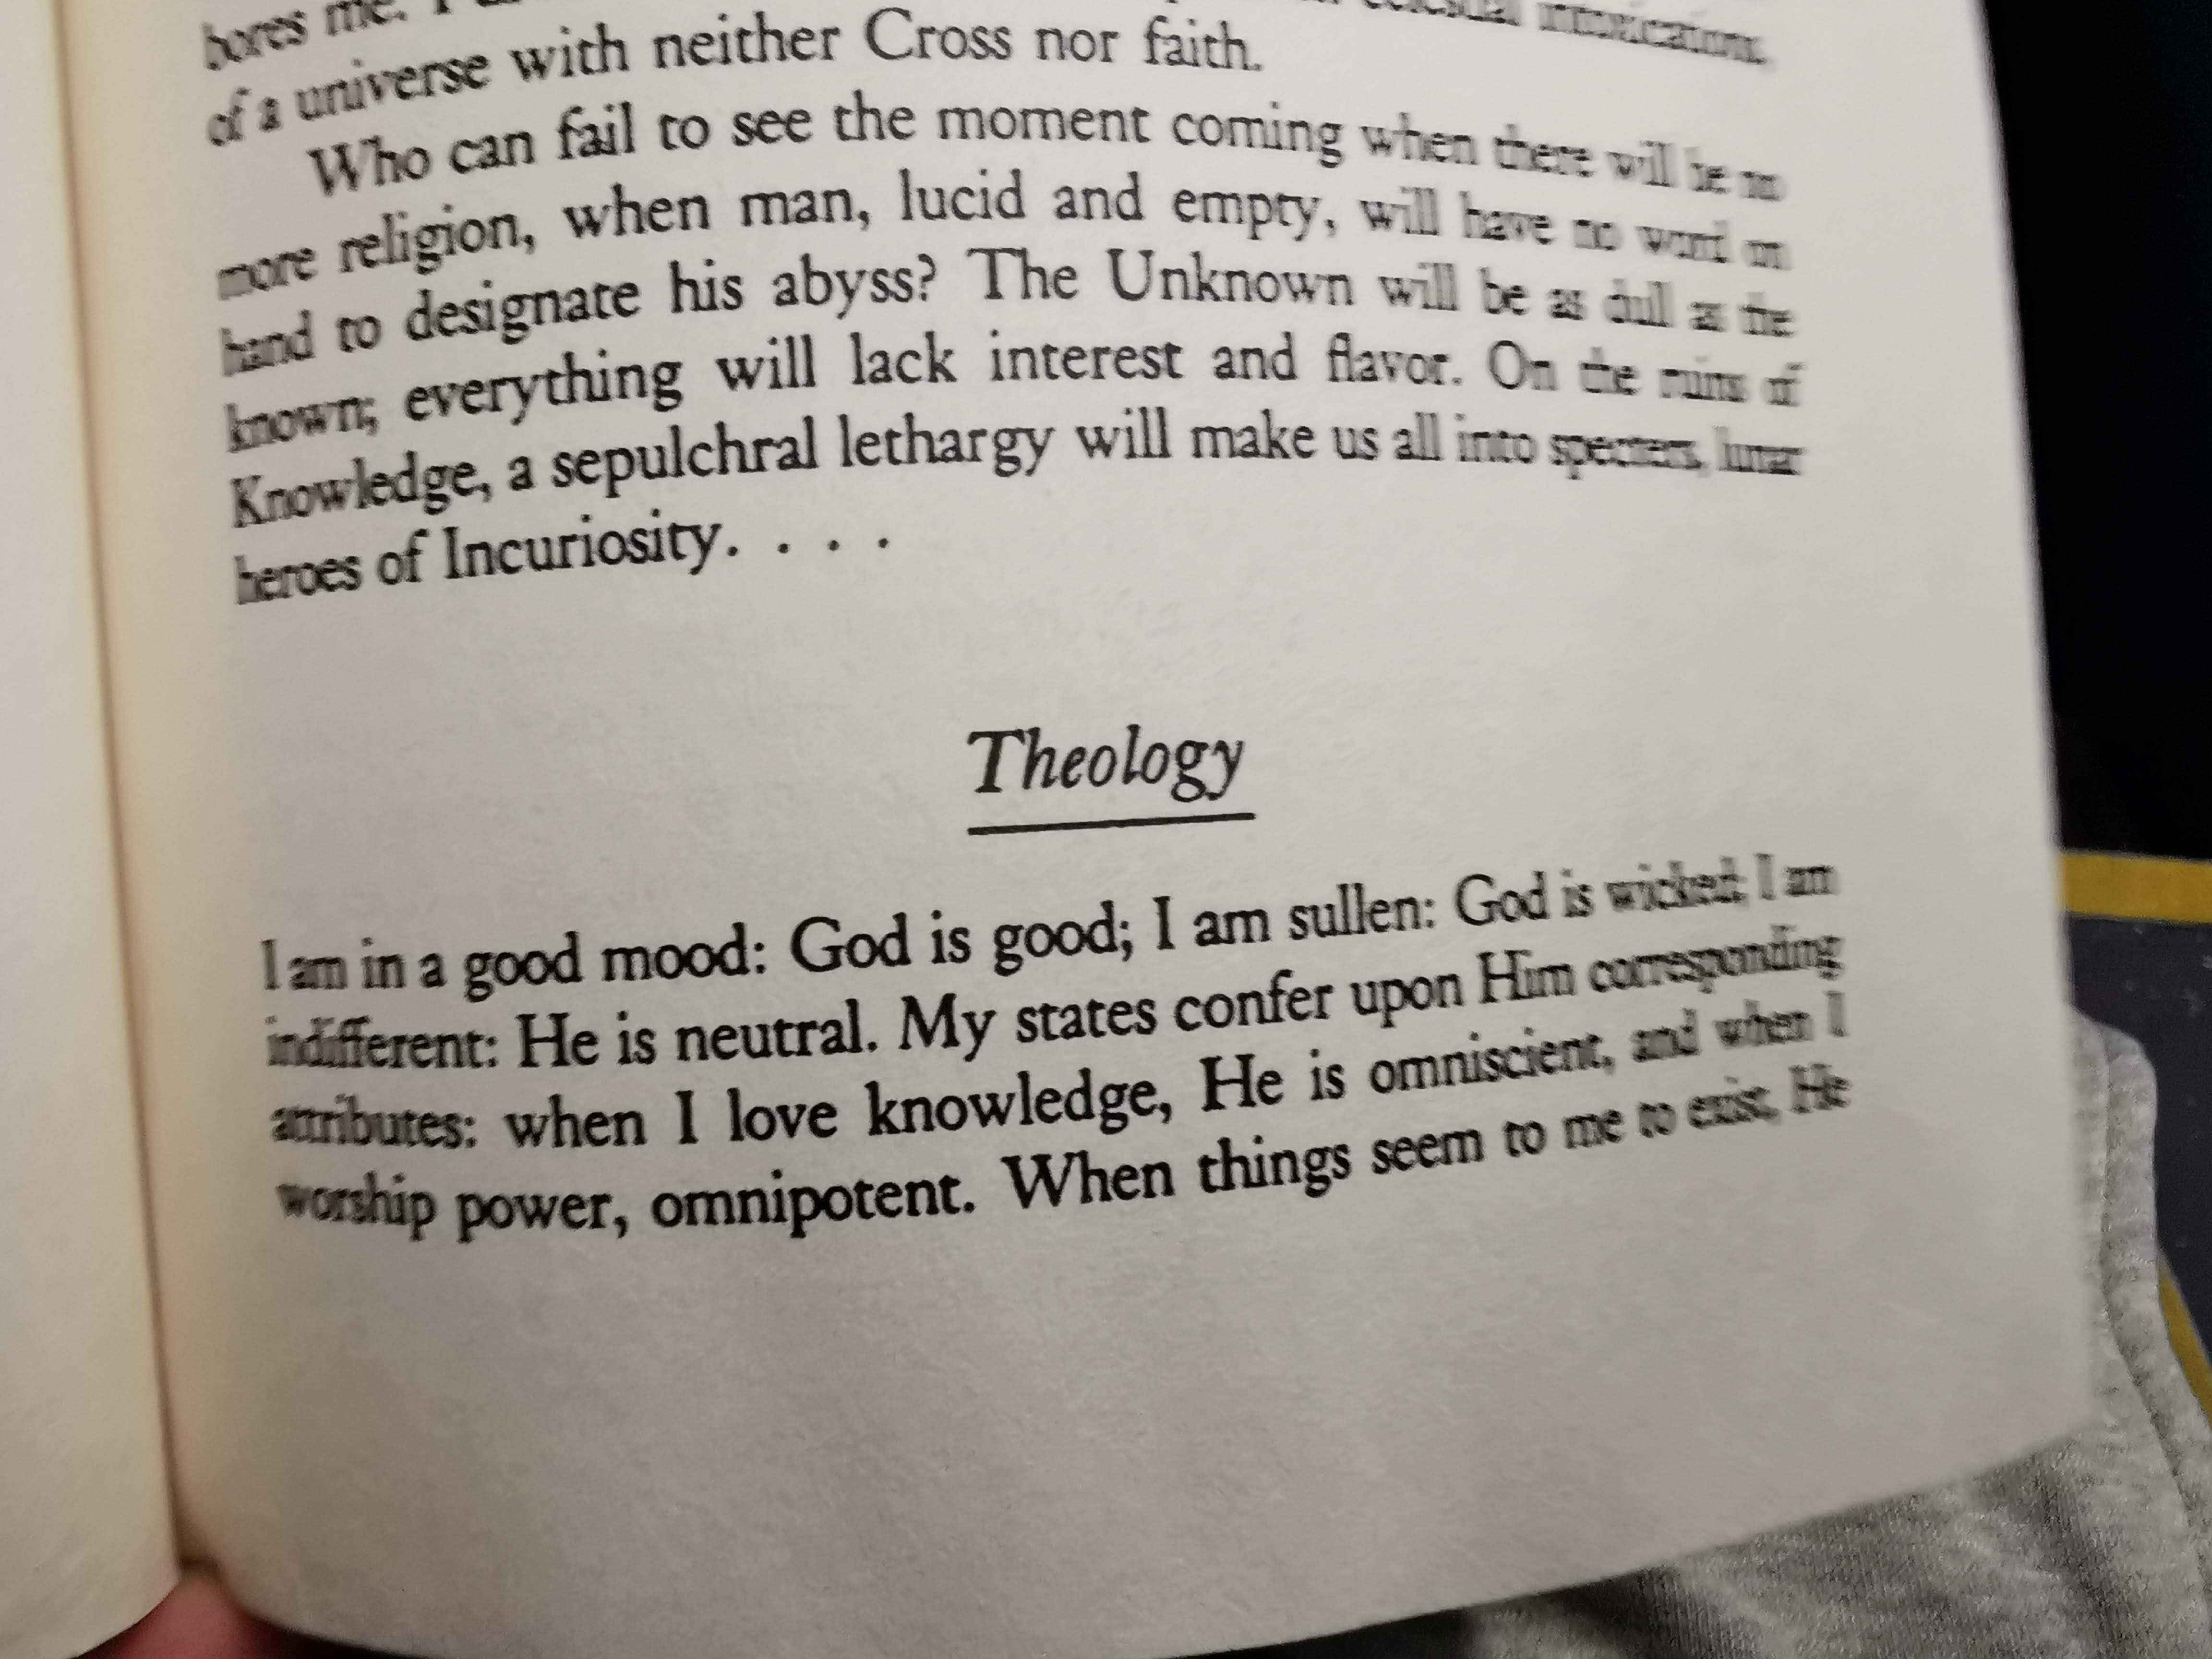 bores me.
celestial intoxication,
of a universe with neither Cross nor faith.
Who can fail to see the moment coming when there will be no
more religion, when man, lucid and empty, will have no word on
hand to designate his abyss? The Unknown will be as dull as the
known; everything will lack interest and flavor. On the ruins of
Knowledge, a sepulchral lethargy will make us all into specters, lunar
heroes of Incuriosity. . . .
Theology
I am in a good mood: God is good; I am sullen: God is wicked; I am
indifferent: He is neutral. My states confer upon Him corresponding
attributes: when I love knowledge, He is omniscient, and when I
worship power, omnipotent. When things seem to me to exist, He